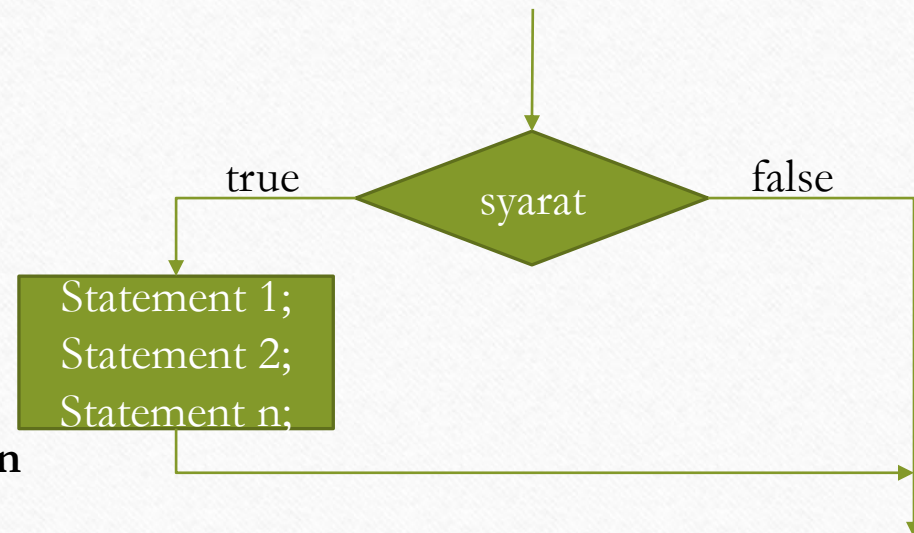 true
syarat
false
Statement 1;
Statement 2;
Statement n;
n